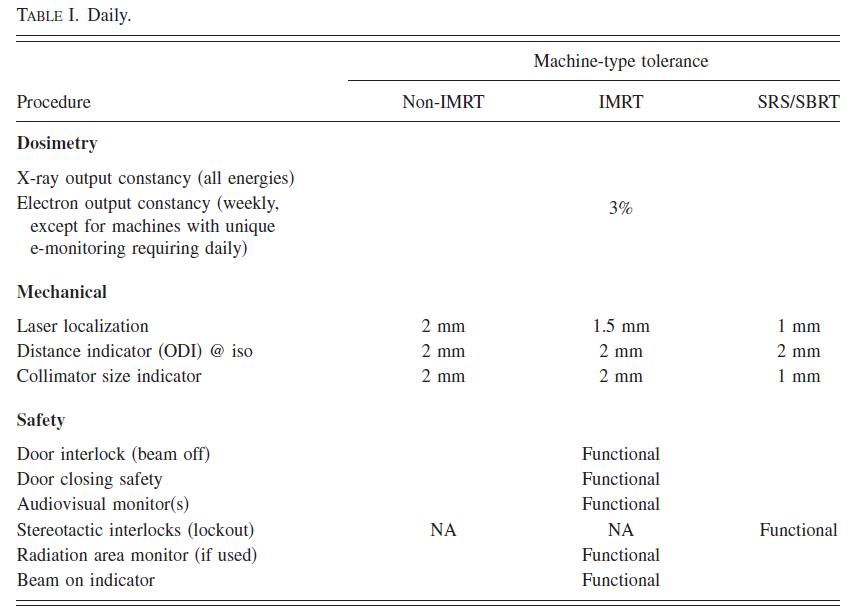 TABLE I. Daily.
Machine-type tolerance
Procedure Non-IMRT IMRT SRS/SBRT
Dosimetry
X-ray output constancy (all energies)
Electron output constancy (weekly,
3%
except for machines with unique
e-monitoring requiring daily)
Mechanical
Laser localization 2 mm 1.5 mm 1 mm
Distance indicator (ODI) @ iso 2 mm 2 mm 2 mm
Collimator size indicator 2 mm 2 mm 1 mm
Safety
Door interlock (beam off) Functional
Door closing safety Functional
Audiovisual monitor(s) Functional
Stereotactic interlocks (lockout) NA NA Functional
Radiation area monitor (if used) Functional
Beam on indicator Functional